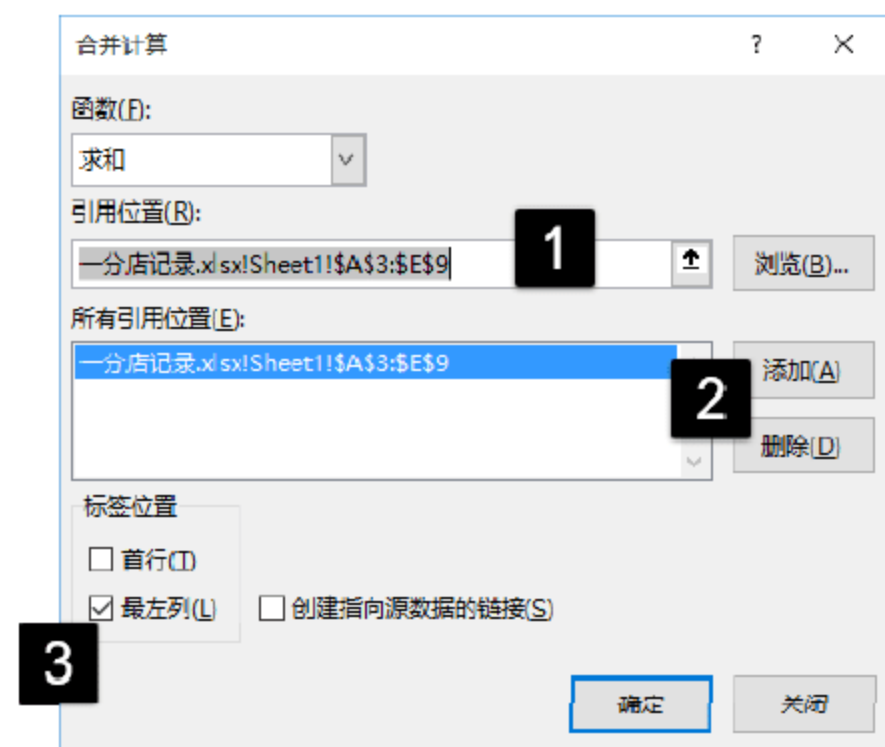 合并计算 ?
函数(F):
求和
引用位置(R):
一分店记录.xlsx!Sheet1!$A$3:$E$9
1
浏览(B)...
所有引用位置(E):
一分店记录.xlsx!Sheet1!$A$3:$E$9
2
添加(A)
删除(D)
标签位置
首行(T)
最左列(L) 创建指向源数据的链接(S)
3
确定 关闭